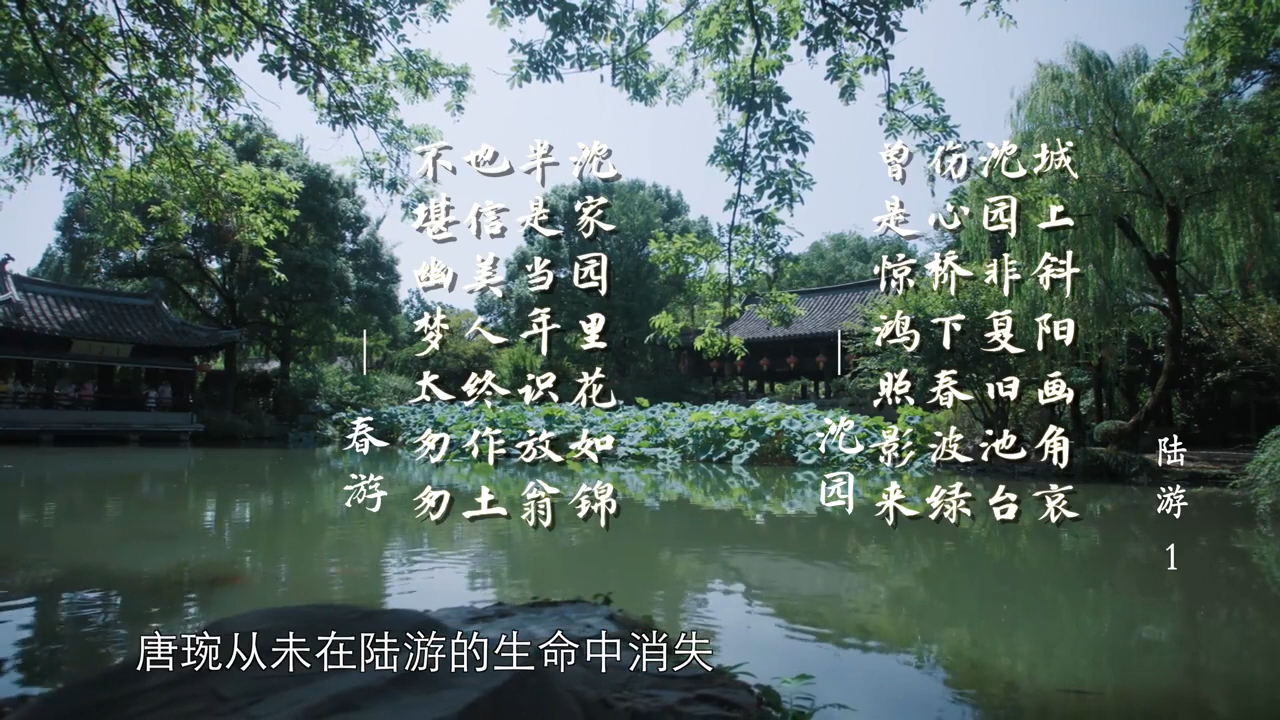 陆游1
城上斜阳画角哀
沈园非复旧池台
伤心桥下春波绿
曾是惊鸿照影来
沈园
沈家园里花如锦
半是当年识放翁
也信美人终作土
不堪幽梦太匆匆
春游
唐琬从未在陆游的生命中消失